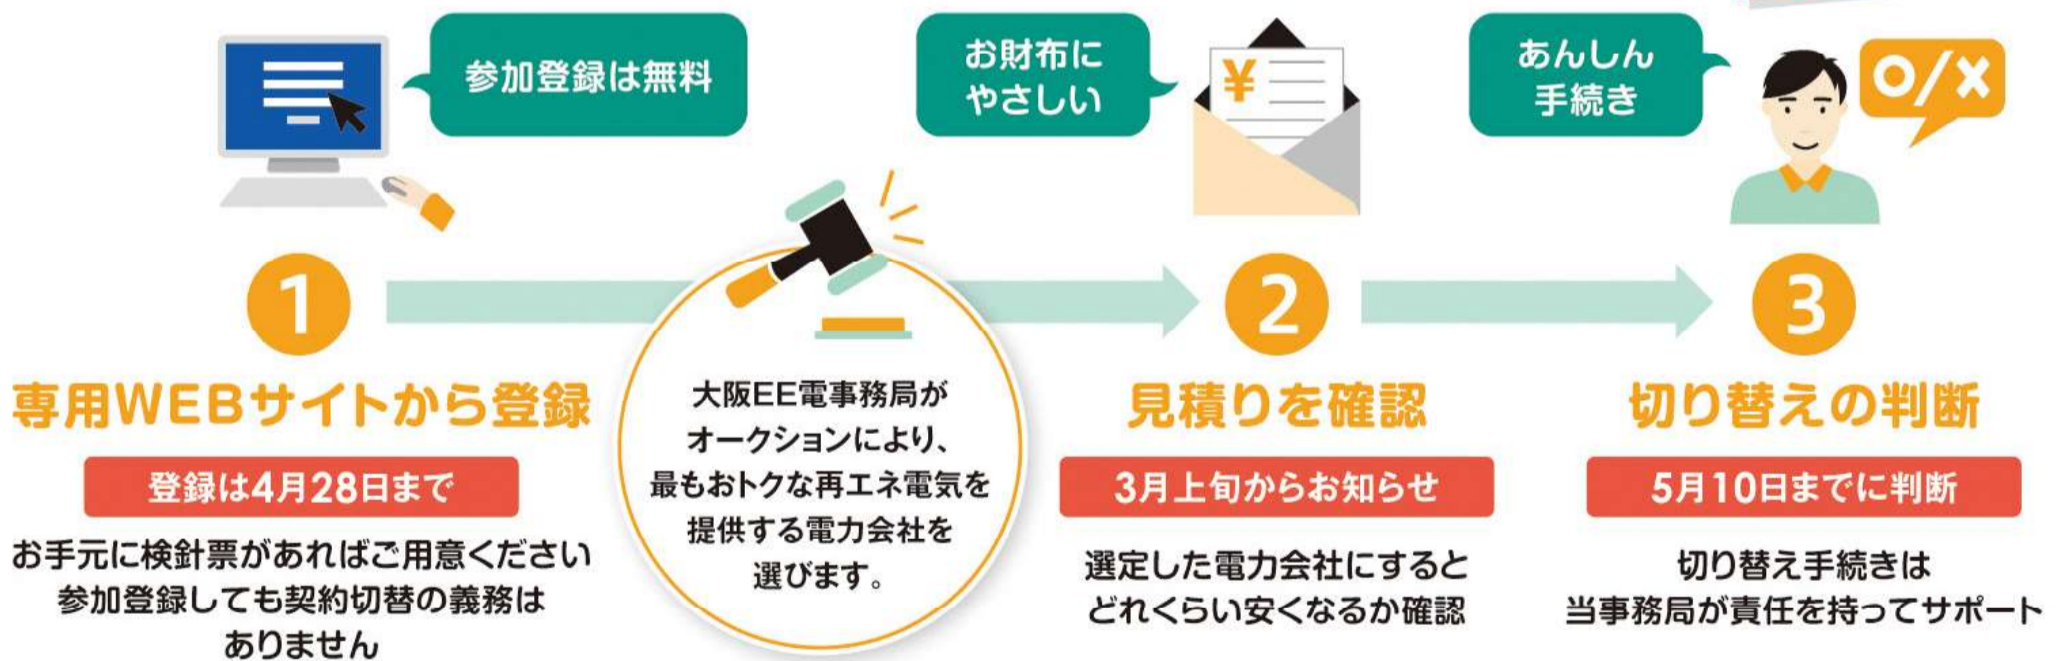 参加登録は無料
お財布に
やさしい
¥
あんしん
手続き
O/X
1
専用WEBサイトから登録
登録は4月28日まで
お手元に検針票があればご用意ください
参加登録しても契約切替の義務は
ありません
大阪EE電事務局が
オークションにより、
最もおトクな再エネ電気を
提供する電力会社を
選びます。
2
見積りを確認
3月上旬からお知らせ
選定した電力会社にすると
どれくらい安くなるか確認
3
切り替えの判断
5月10日までに判断
切り替え手続きは
当事務局が責任を持ってサポート